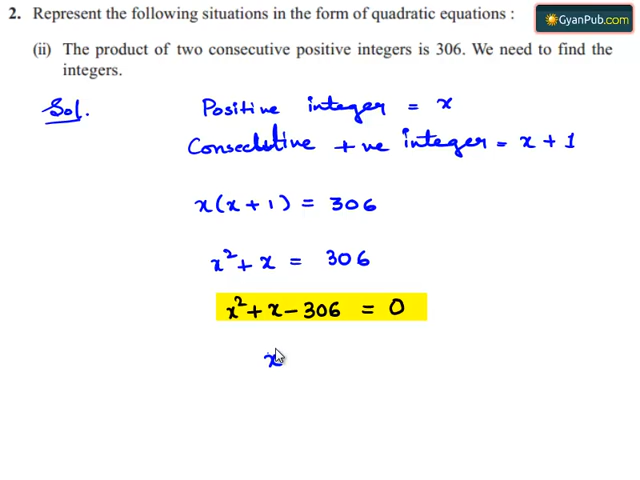 GyanPub.com
2. Represent the following situations in the form of quadratic equations :
(ii) The product of two consecutive positive integers is 306. We need to find the
integers.
Sol. Positive integer = x
Consecutive +ve integer = x + 1
x(x + 1) = 306
x² + x = 306
x² + x - 306 = 0
x